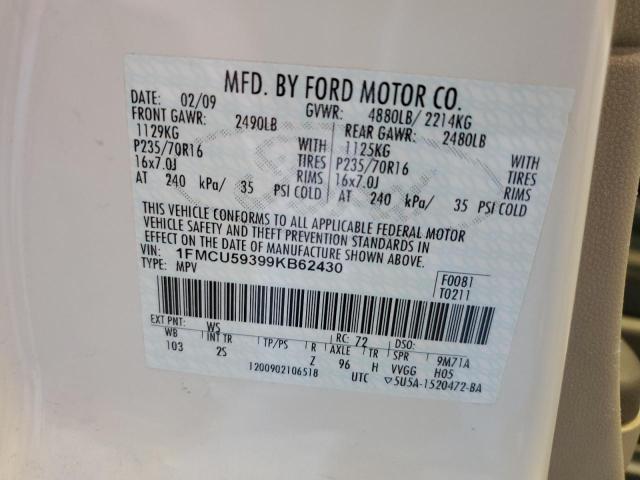 MFD. BY FORD MOTOR CO.
DATE: 02/09 GVWR: 4880LB/ 2214KG
FRONT GAWR: 2490LB REAR GAWR: 2480LB
1129KG WITH 1125KG WITH
P235/70R16 TIRES P235/70R16 TIRES
16x7.0J RIMS 16x7.0J RIMS
AT 240 kPa/ 35 PSI COLD AT 240 kPa/ 35 PSI COLD
THIS VEHICLE CONFORMS TO ALL APPLICABLE FEDERAL MOTOR
VEHICLE SAFETY AND THEFT PREVENTION STANDARDS IN
EFFECT ON THE DATE OF MANUFACTURE SHOWN ABOVE.
VIN: 1FMCU59399KB62430
TYPE: MPV
F0081
T0211
EXT PNT: WS RC: 72 DSO:
WB INT TR TP/PS R AXLE TR SPR 9M71A
103 2S Z 96 H VVGG H05
1200902106518 UTC 5U5A-1520472-BA